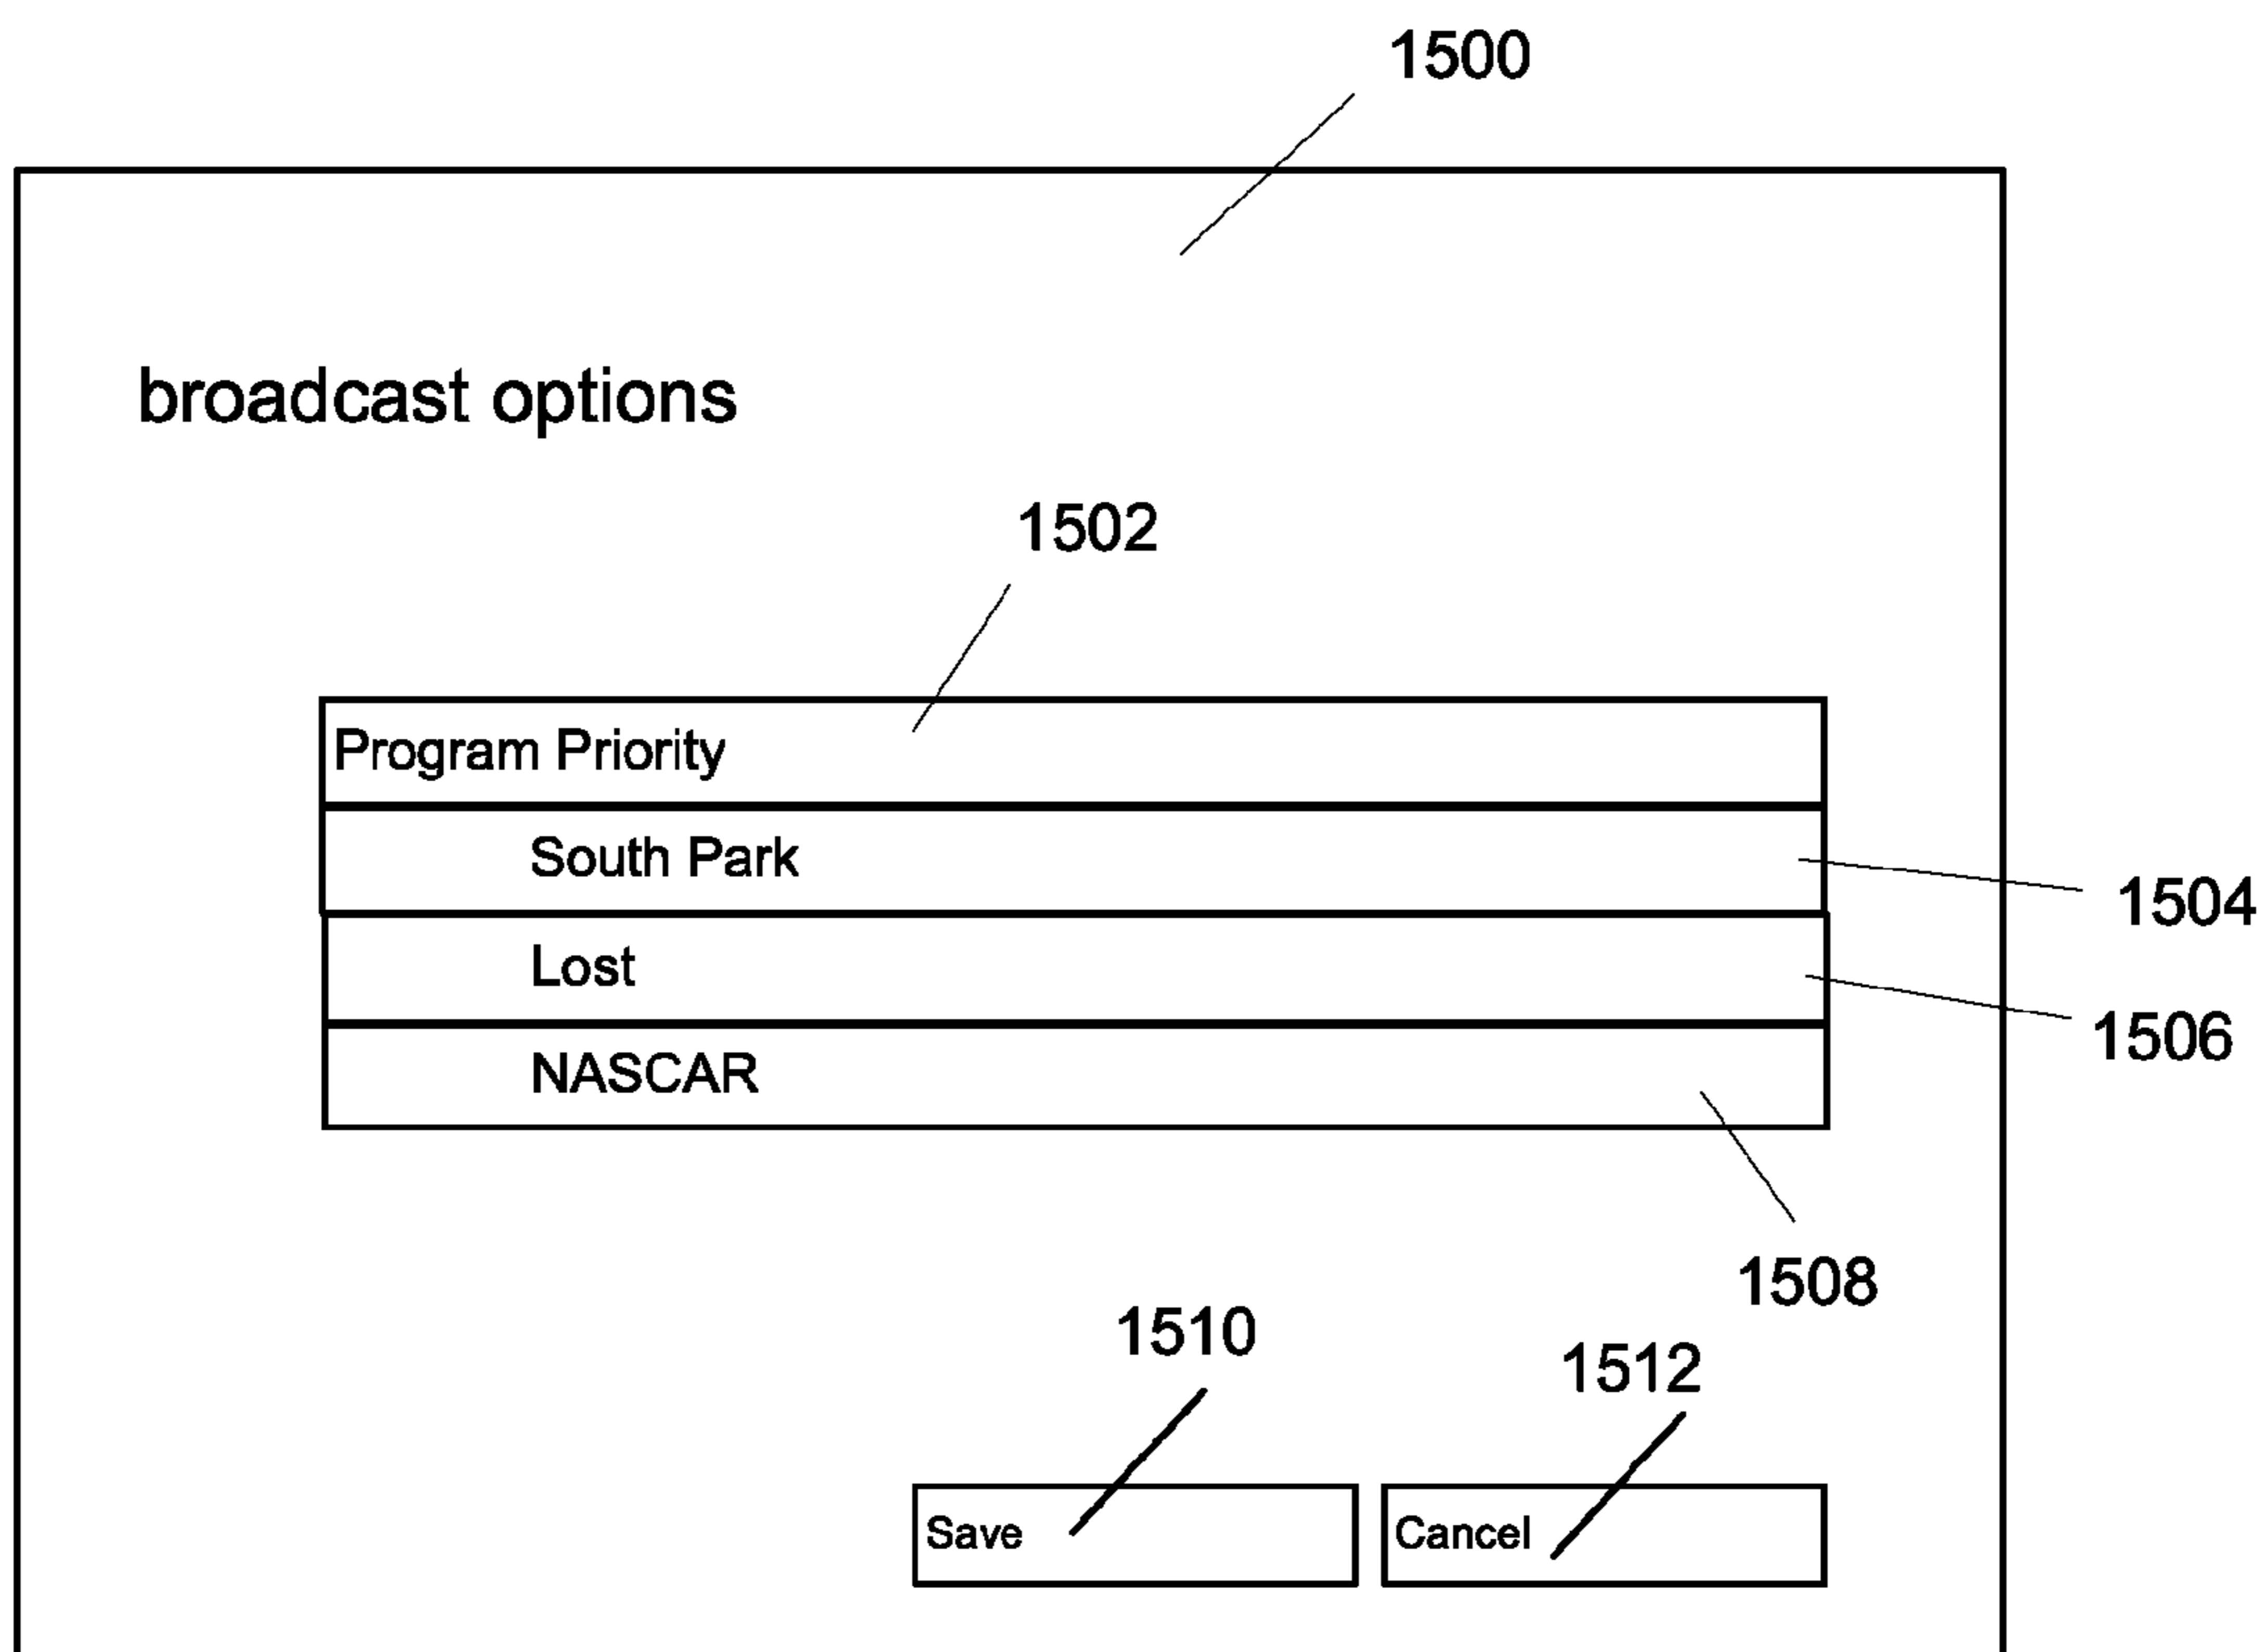 1500
broadcast options
1502
Program Priority
South Park
1504
Lost
1506
NASCAR
1508
1510
1512
Save
Cancel